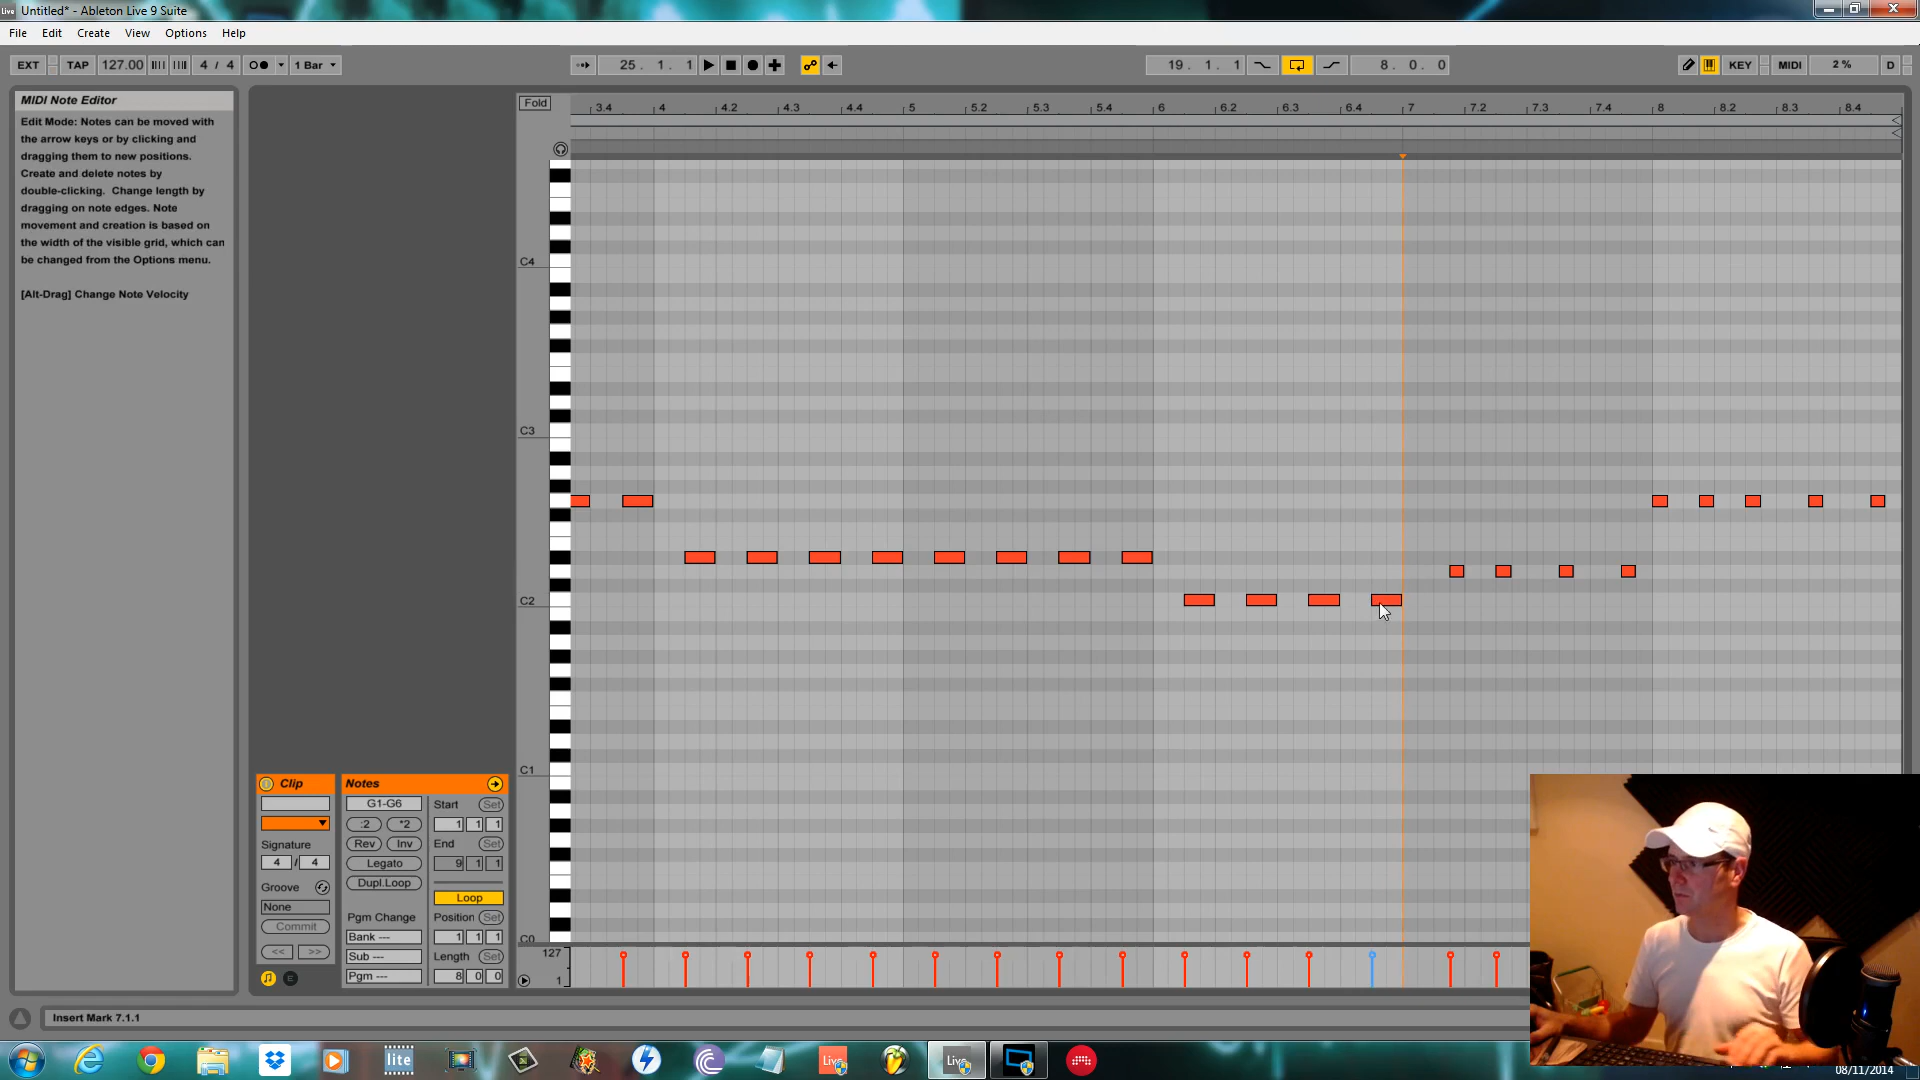 Live Untitled* - Ableton Live 9 Suite
File Edit Create View Options Help
EXT TAP 127.00 4 / 4 1 Bar 25. 1. 1 19. 1. 1 8. 0. 0 KEY MIDI 2 % D
MIDI Note Editor
Edit Mode: Notes can be moved with
the arrow keys or by clicking and
dragging them to new positions.
Create and delete notes by
double-clicking. Change length by
dragging on note edges. Note
movement and creation is based on
the width of the visible grid, which can
be changed from the Options menu.
[Alt-Drag] Change Note Velocity
Fold 3.4 4 4.2 4.3 4.4 5 5.2 5.3 5.4 6 6.2 6.3 6.4 7 7.2 7.3 7.4 8 8.2 8.3 8.4
C4
C3
C2
C1
C0
127
1
Clip
Signature
4 / 4
Groove
None
Commit
<< >>
E
Notes
G1-G6 Start Set
:2 *2 1 1 1
Rev Inv End Set
Legato 9 1 1
Dupl.Loop
Loop
Pgm Change Position Set
Bank --- 1 1 1
Sub --- Length Set
Pgm --- 8 0 0
Insert Mark 7.1.1
lite Live Live
08/11/2014